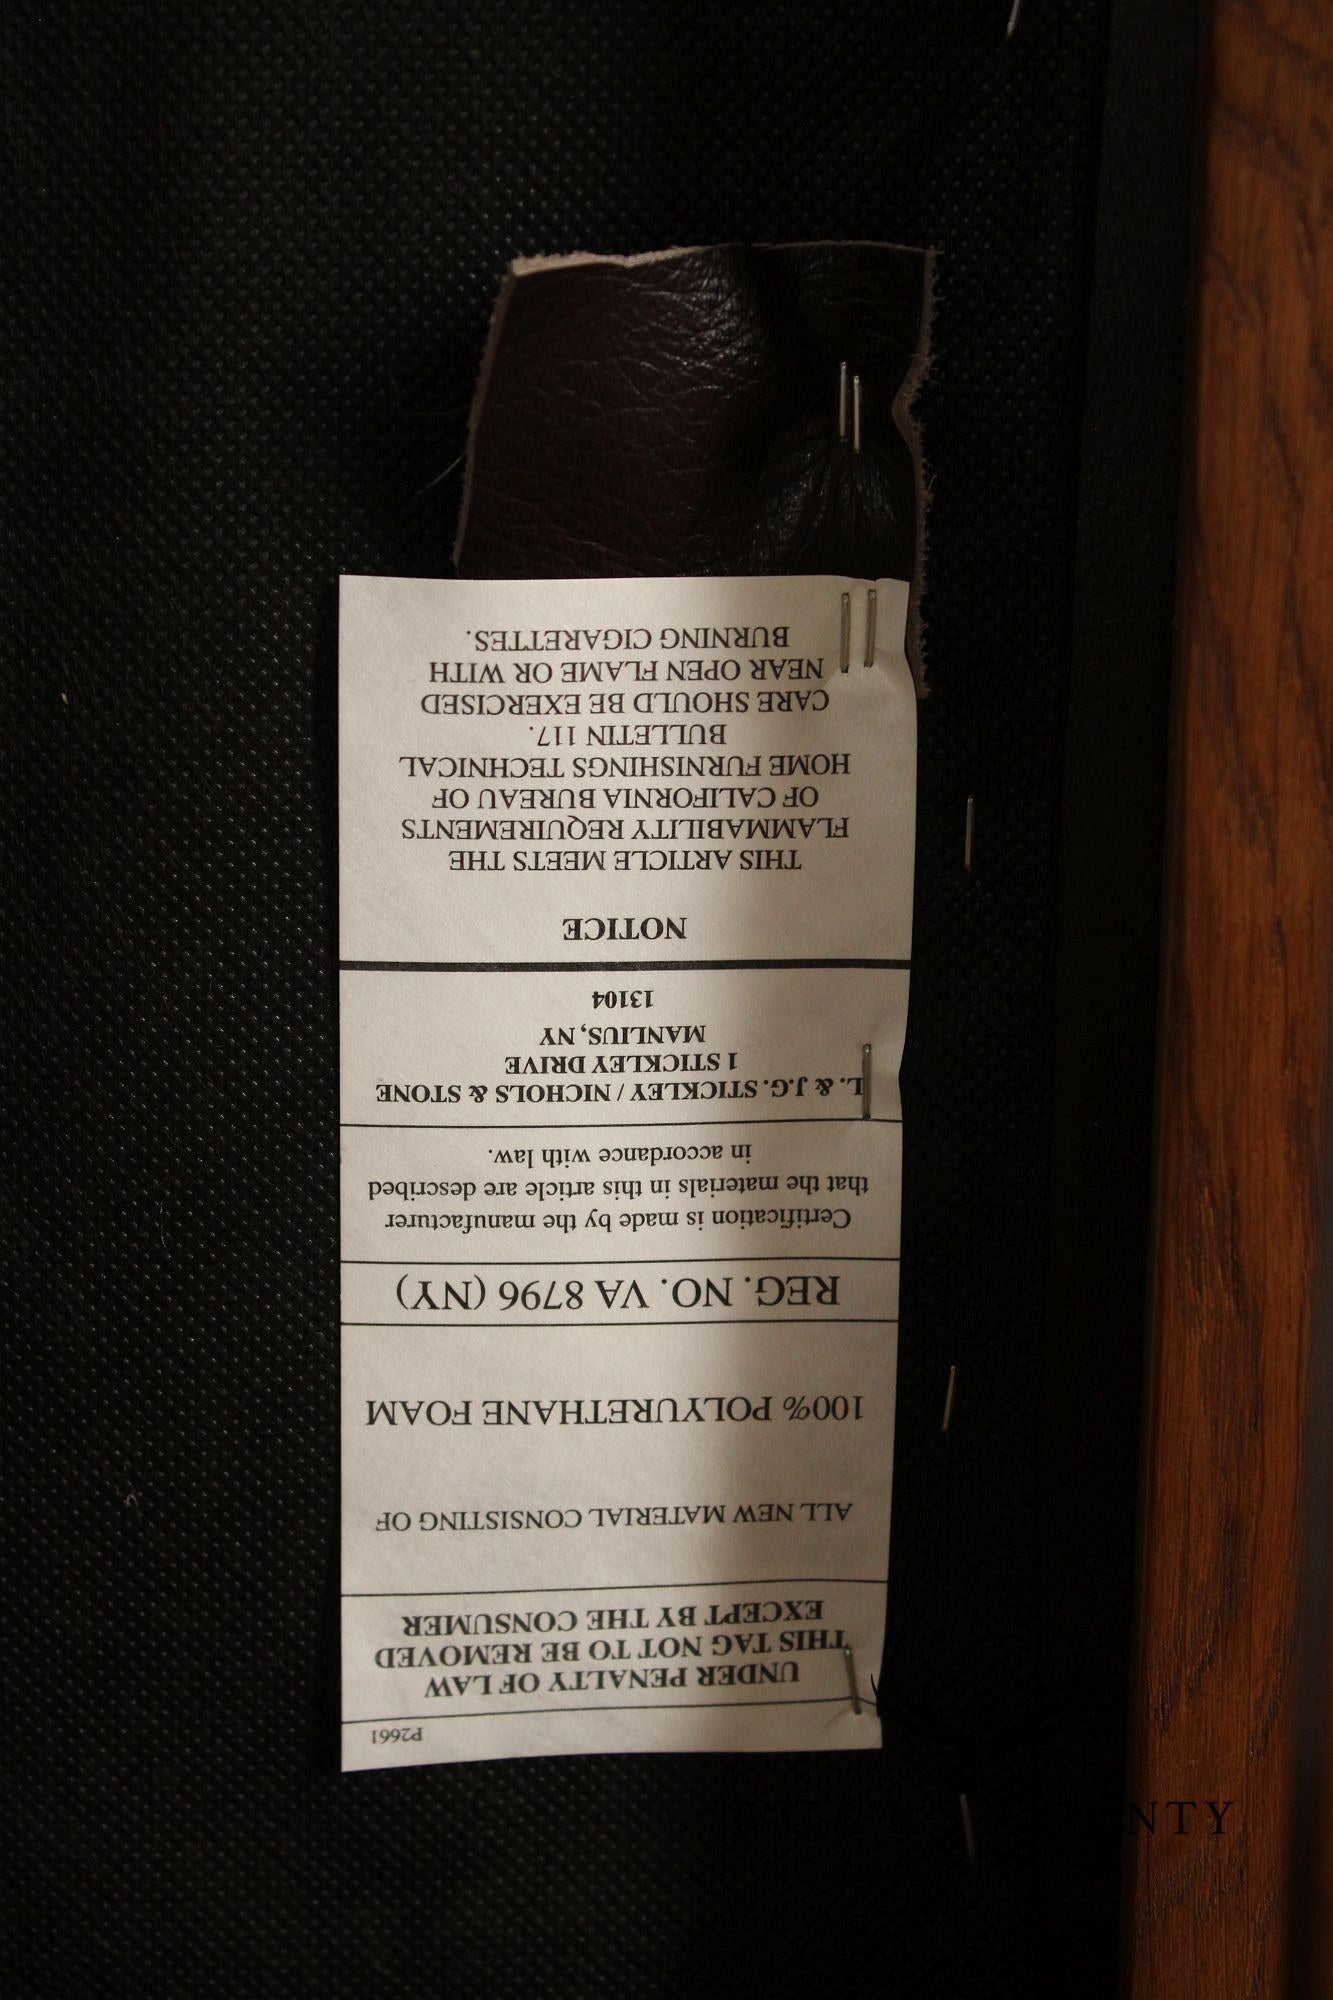 P2661
UNDER PENALTY OF LAW
THIS TAG NOT TO BE REMOVED
EXCEPT BY THE CONSUMER
ALL NEW MATERIAL CONSISTING OF
100% POLYURETHANE FOAM
REG. NO. VA 8796 (NY)
Certification is made by the manufacturer
that the materials in this article are described
in accordance with law.
L. & J.G. STICKLEY / NICHOLS & STONE
1 STICKLEY DRIVE
MANLIUS, NY
13104
NOTICE
THIS ARTICLE MEETS THE
FLAMMABILITY REQUIREMENTS
OF CALIFORNIA BUREAU OF
HOME FURNISHINGS TECHNICAL
BULLETIN 117.
CARE SHOULD BE EXERCISED
NEAR OPEN FLAME OR WITH
BURNING CIGARETTES.